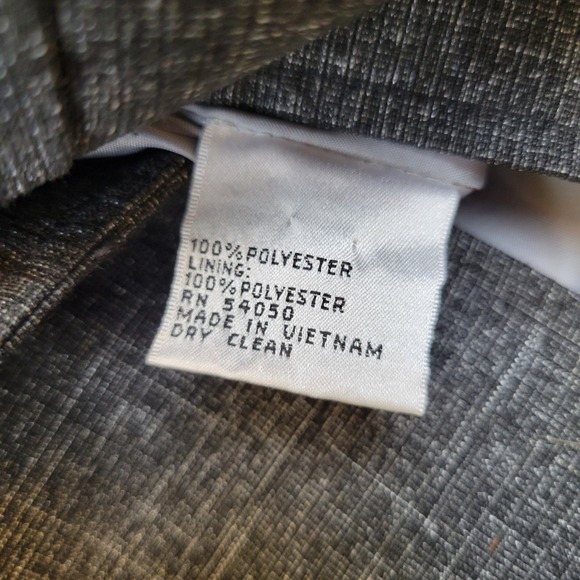 100% POLYESTER
LINING:
100% POLYESTER
RN 54050
MADE IN VIETNAM
DRY CLEAN